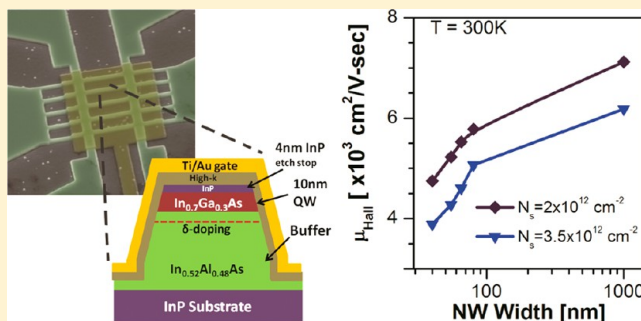 Ti/Au gate
High-k
InP
In0.7Ga0.3As
δ-doping
In0.52Al0.48As
InP Substrate
4nm InP
etch stop
10nm
QW
Buffer
T = 300K
μHall [ x10³ cm²/V-sec]
8
6
4
Ns=2x10¹² cm⁻²
Ns=3.5x10¹² cm⁻²
100
1000
NW Width [nm]